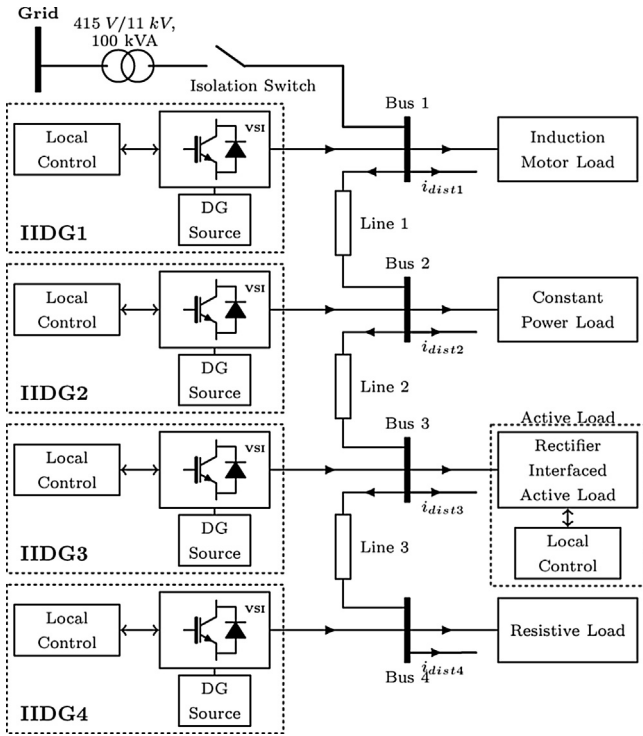 Grid
415 V/11 kV,
100 kVA
Isolation Switch
Bus 1
Local
Control
VSI
DG
Source
IIDG1
Induction
Motor Load
i_dist1
Line 1
Bus 2
Local
Control
VSI
DG
Source
IIDG2
Constant
Power Load
i_dist2
Line 2
Bus 3
Active Load
Local
Control
VSI
DG
Source
IIDG3
Rectifier
Interfaced
Active Load
Local
Control
i_dist3
Line 3
Local
Control
VSI
DG
Source
IIDG4
Resistive Load
i_dist4
Bus 4